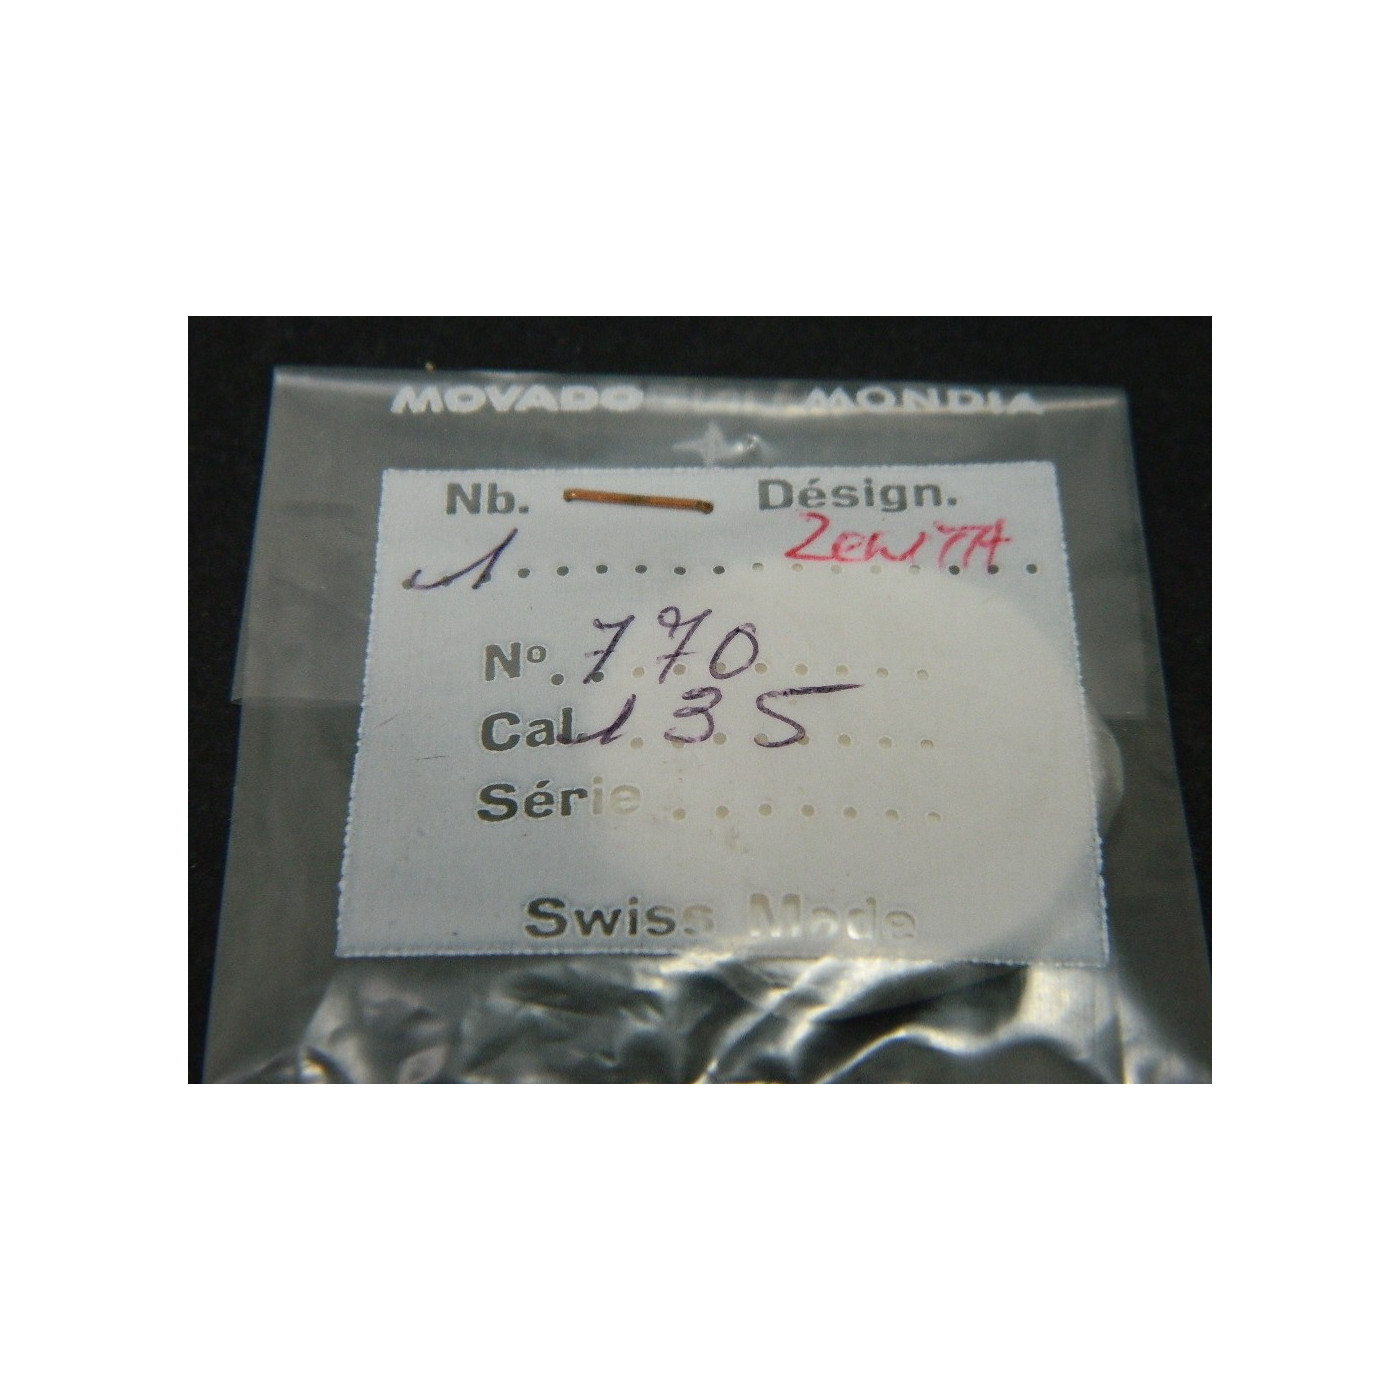 MOVADO MONDIA
Nb. Désign.
1 ZeniTH
Nº. 770
Cal. 135
Série
Swiss Made